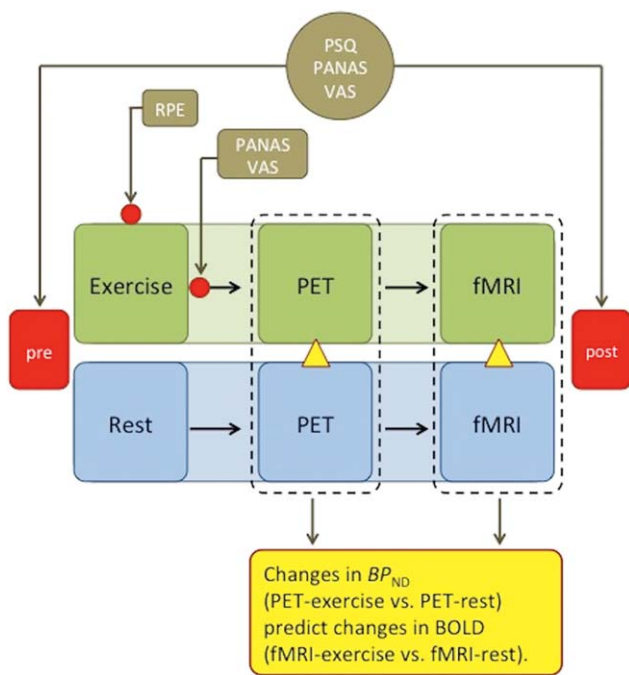 PSQ
PANAS
VAS
RPE
PANAS
VAS
Exercise
PET
fMRI
pre
post
Rest
PET
fMRI
Changes in BP_ND
(PET-exercise vs. PET-rest)
predict changes in BOLD
(fMRI-exercise vs. fMRI-rest).